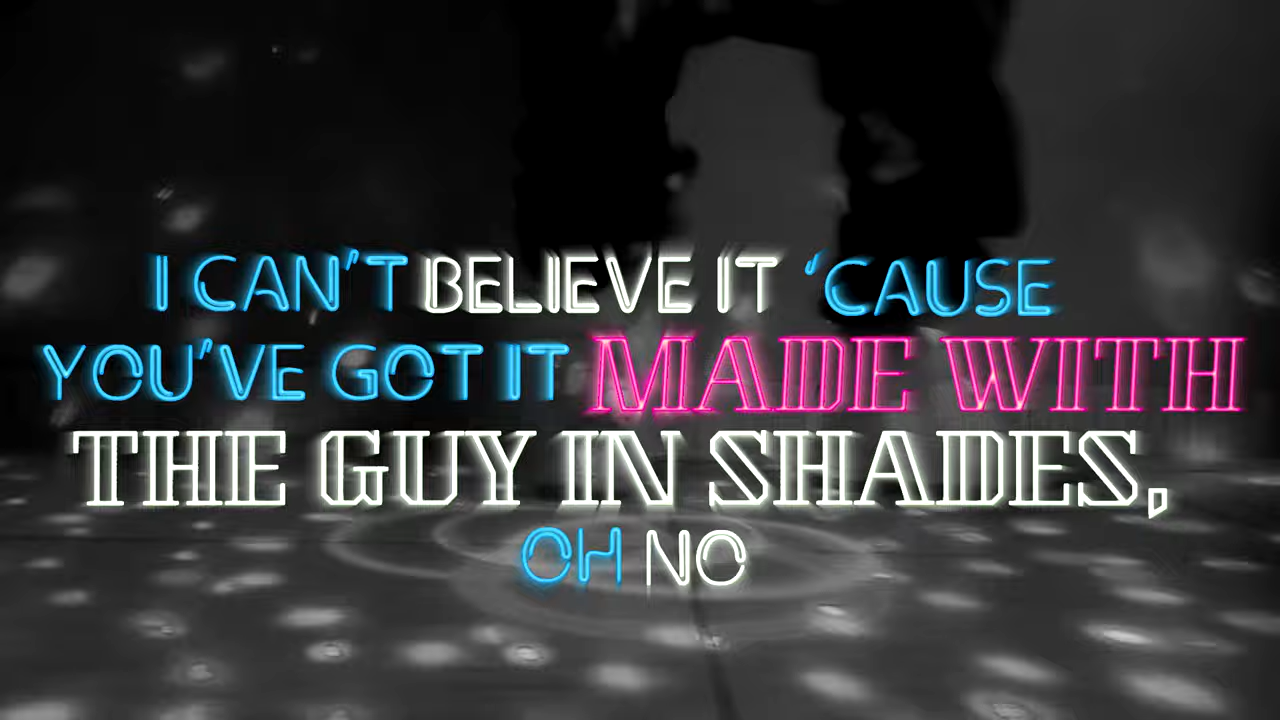 I CAN'T BELIEVE IT 'CAUSE
YOU'VE GOT IT MADE WITH
THE GUY IN SHADES,
OH NO